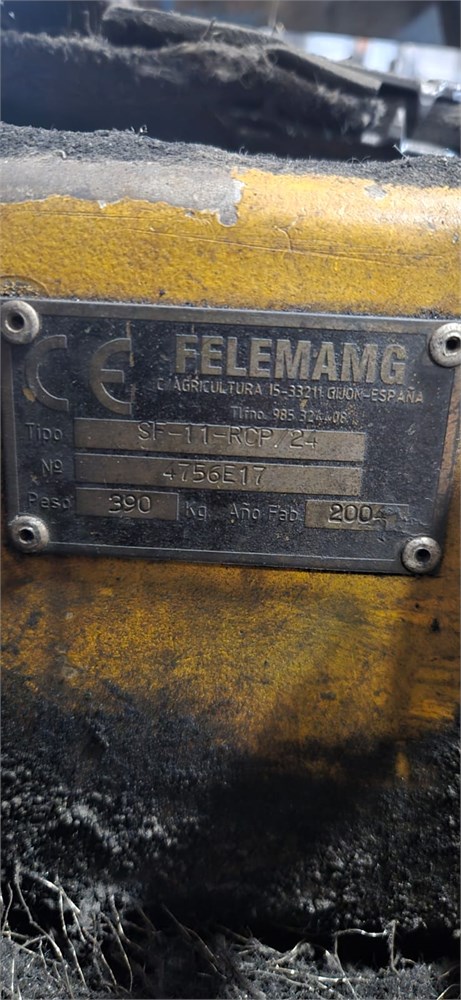 CE FELEMAMG
C/AGRICULTURA 15-33211 GIJON-ESPAÑA
Tlfno. 985 324408
Tipo SF-11-RCP/24
Nº 4756E17
Peso 390 Kg Año Fab 2004